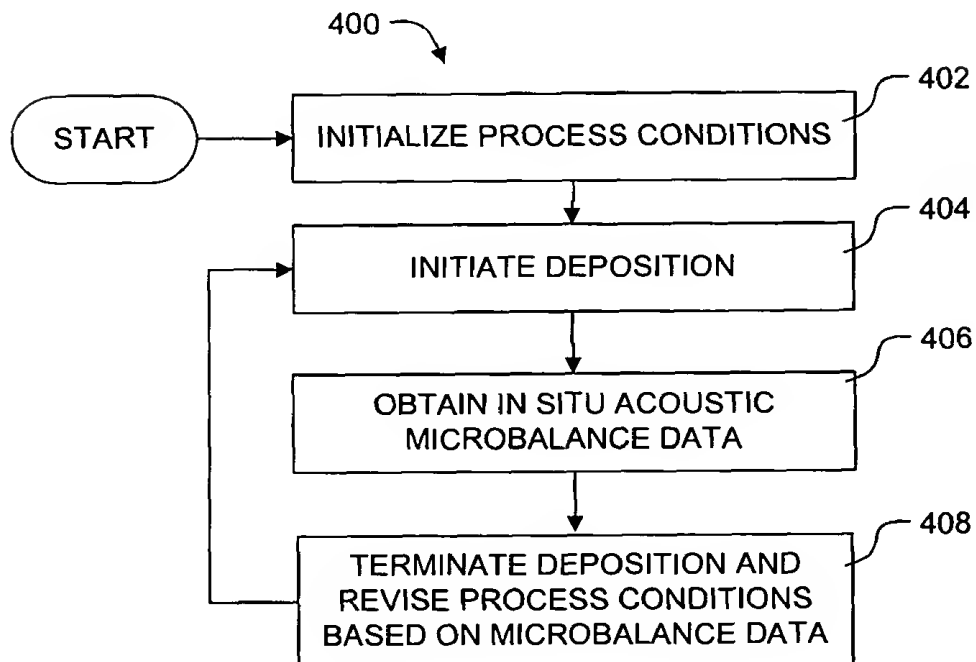 400
402
START
INITIALIZE PROCESS CONDITIONS
404
INITIATE DEPOSITION
406
OBTAIN IN SITU ACOUSTIC
MICROBALANCE DATA
408
TERMINATE DEPOSITION AND
REVISE PROCESS CONDITIONS
BASED ON MICROBALANCE DATA